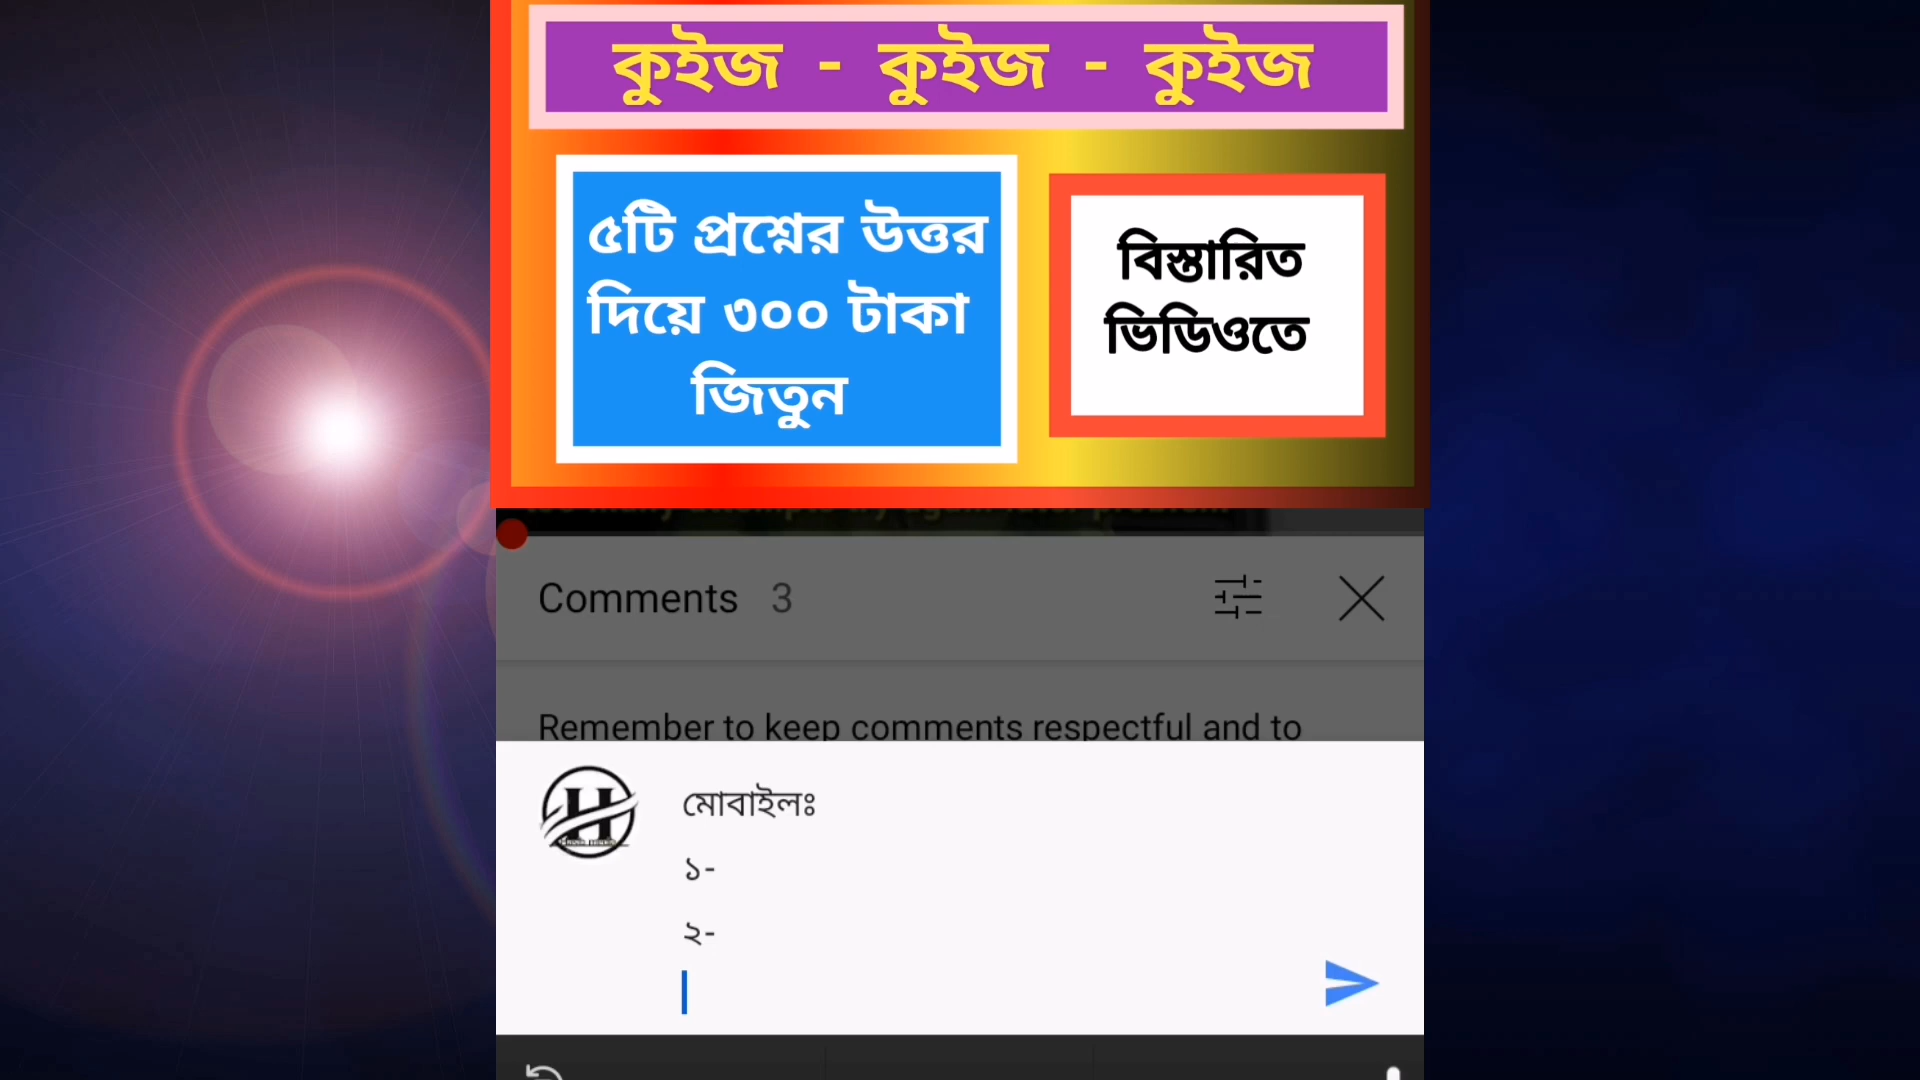 কুইজ - কুইজ - কুইজ
৫টি প্রশ্নের উত্তর
দিয়ে ৩০০ টাকা
জিতুন
বিস্তারিত
ভিডিওতে
Comments 3
Remember to keep comments respectful and to
মোবাইলঃ
১-
২-